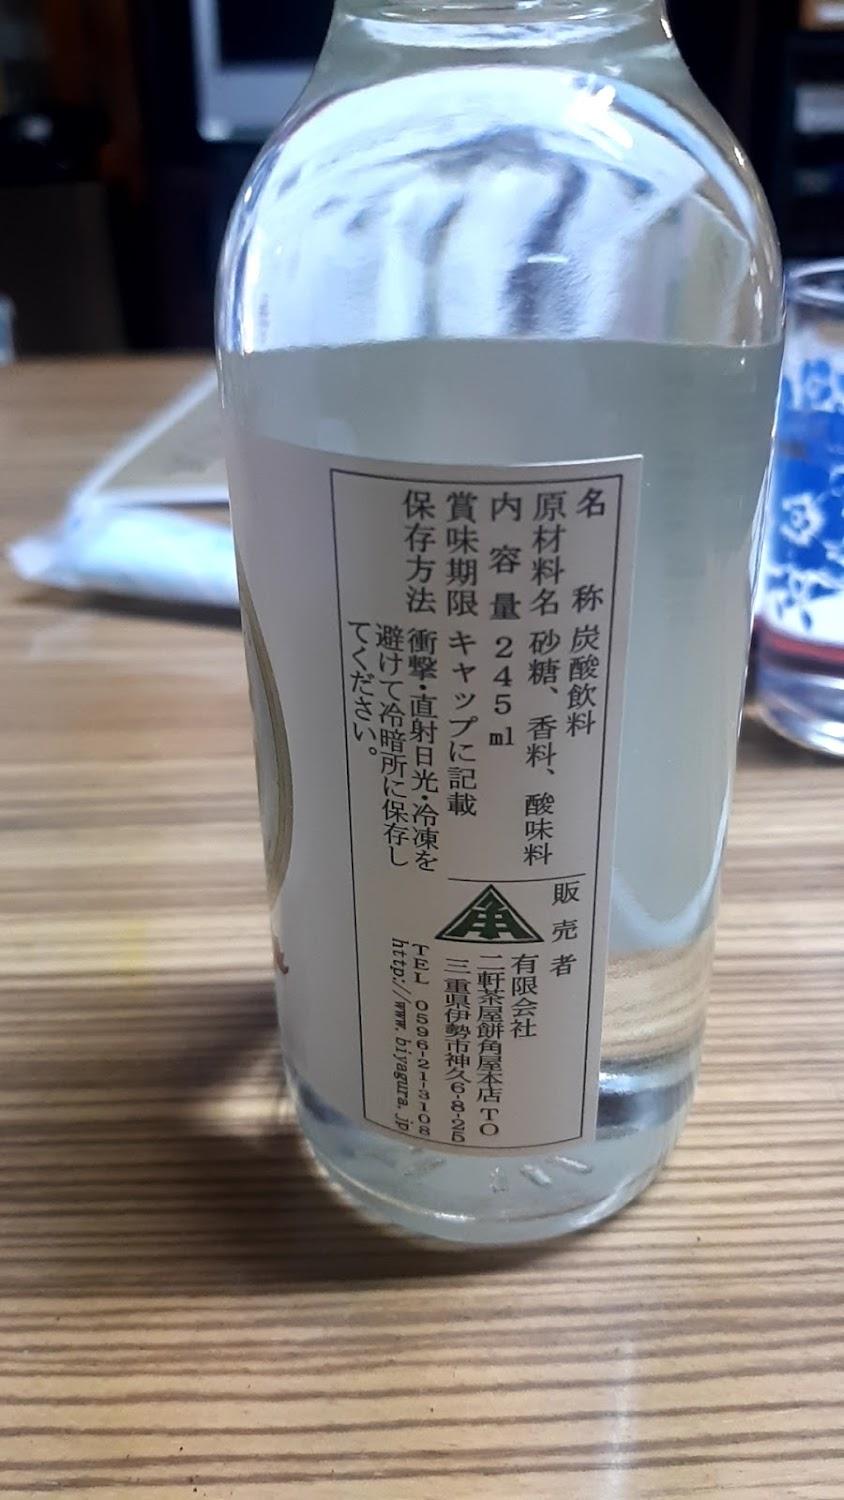 名称 炭酸飲料
原材料名 砂糖、香料、酸味料
内容量 245ml
賞味期限 キャップに記載
保存方法 衝撃・直射日光・冷凍を
避けて冷暗所に保存し
てください。
販売者
有限会社
二軒茶屋餅角屋本店TO
三重県伊勢市神久6-8-25
TEL 0596-21-3108
http://www.biyagura.jp